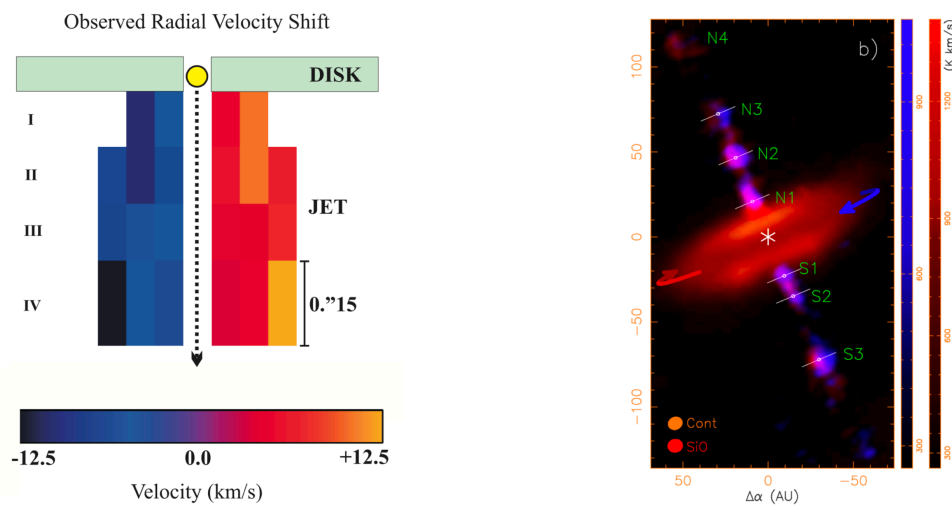 Observed Radial Velocity Shift
DISK
I
II
III
IV
JET
0.”15
-12.5
0.0
+12.5
Velocity (km/s)
b)
N4
N3
N2
N1
S1
S2
S3
Cont
SiO
100
50
0
-50
-100
50
0
-50
Δα (AU)
900
600
300
(K km/s)
1200
900
600
300